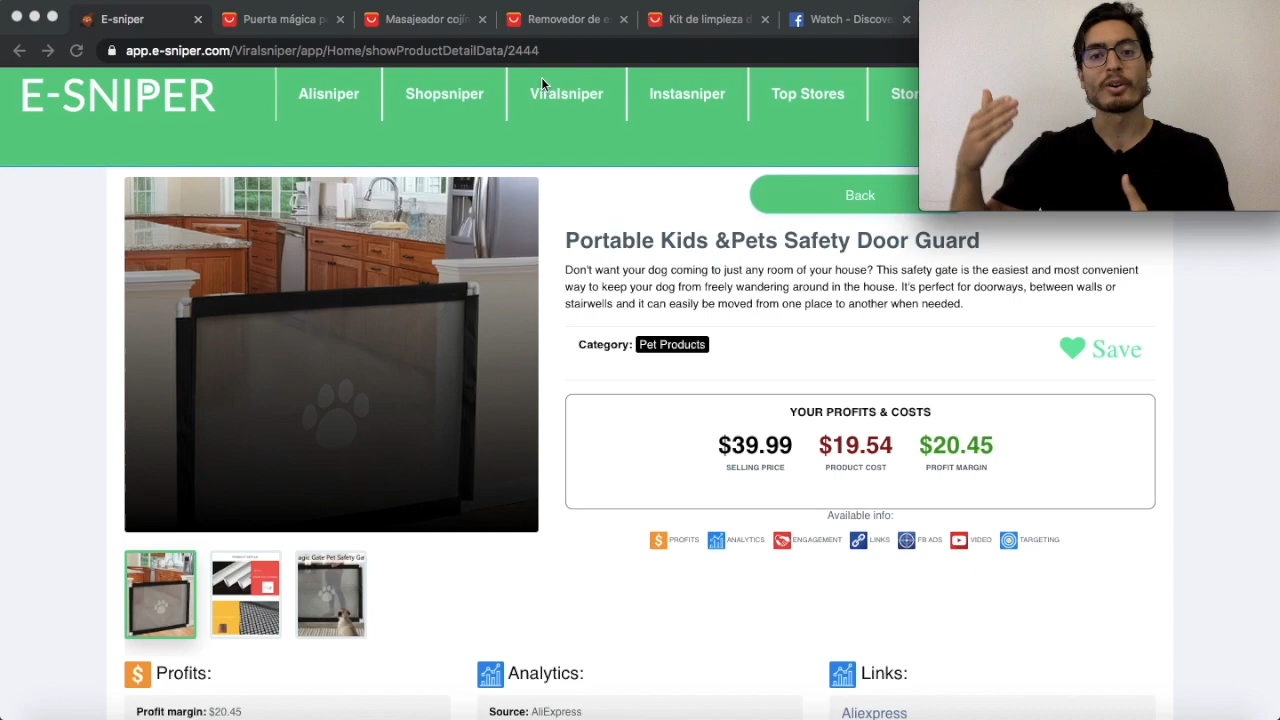 E-sniper
Puerta mágica p
Masajeador cojín
Removedor de e
Kit de limpieza d
Watch - Discove
app.e-sniper.com/Viralsniper/app/Home/showProductDetailData/2444
E-SNIPER
Alisniper
Shopsniper
Viralsniper
Instasniper
Top Stores
Stor
Back
Portable Kids &Pets Safety Door Guard
Don't want your dog coming to just any room of your house? This safety gate is the easiest and most convenient
way to keep your dog from freely wandering around in the house. It's perfect for doorways, between walls or
stairwells and it can easily be moved from one place to another when needed.
Category: Pet Products
Save
YOUR PROFITS & COSTS
$39.99 $19.54 $20.45
SELLING PRICE PRODUCT COST PROFIT MARGIN
Available info:
PROFITS ANALYTICS ENGAGEMENT LINKS FB ADS VIDEO TARGETING
agic Gate Pet Safety Ge
Profits:
Analytics:
Links:
Profit margin: $20.45
Source: AliExpress
Aliexpress